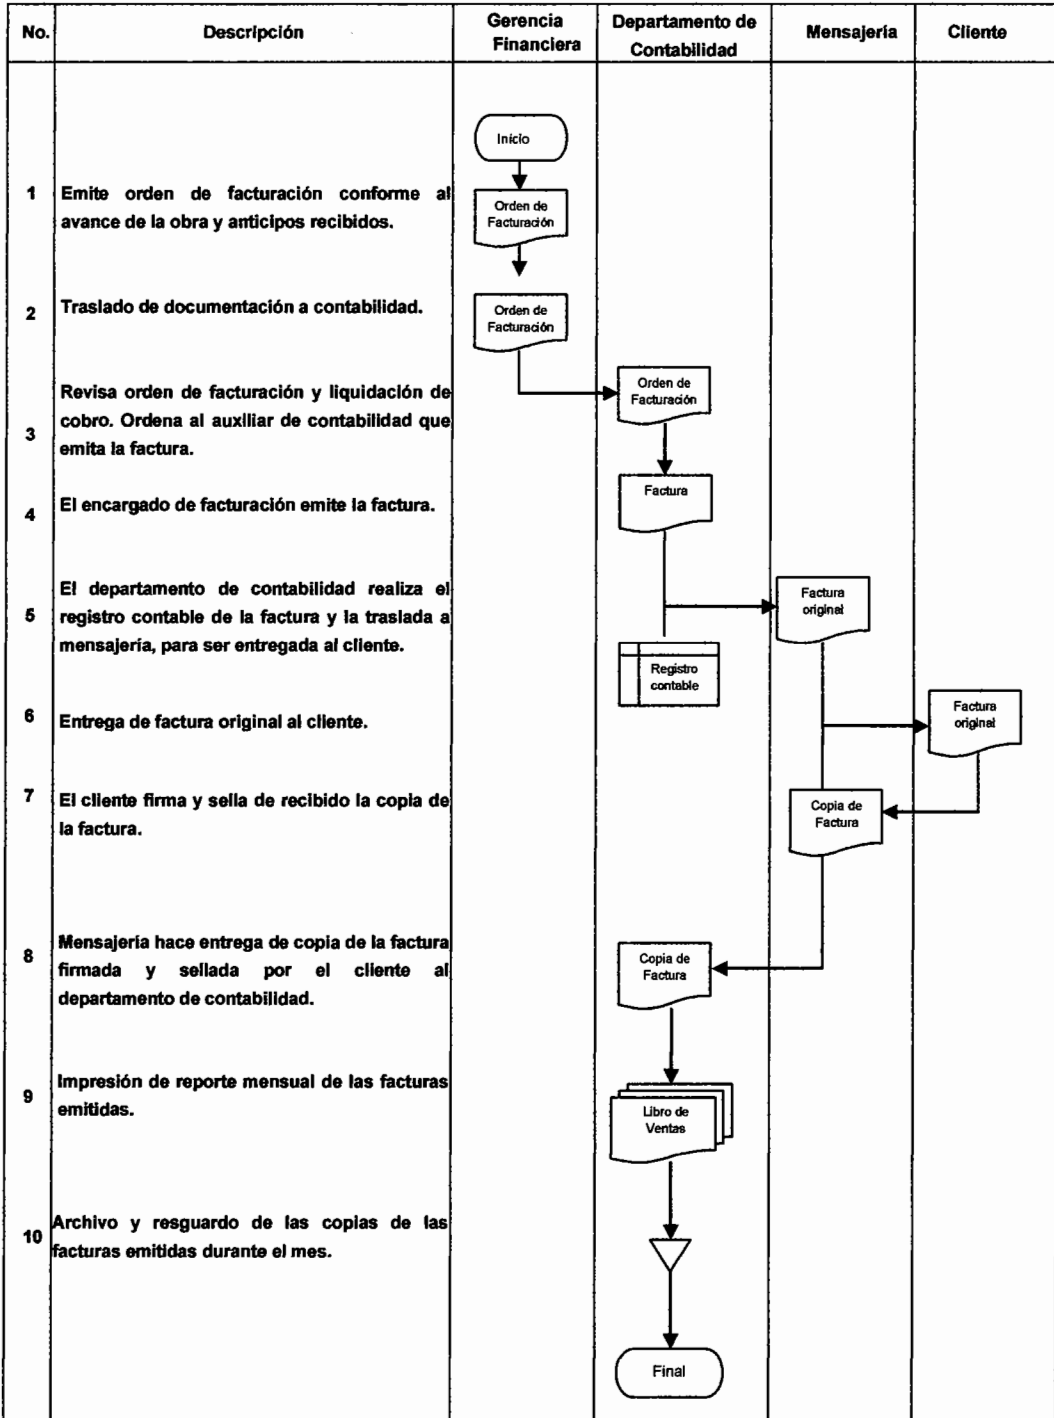 No.
Descripción
Gerencia
Financiera
Departamento de
Contabilidad
Mensajería
Cliente
Inicio
1
Emite orden de facturación conforme al
avance de la obra y anticipos recibidos.
Orden de
Facturación
2
Traslado de documentación a contabilidad.
Orden de
Facturación
3
Revisa orden de facturación y liquidación de
cobro. Ordena al auxiliar de contabilidad que
emita la factura.
Orden de
Facturación
4
El encargado de facturación emite la factura.
Factura
5
El departamento de contabilidad realiza el
registro contable de la factura y la traslada a
mensajería, para ser entregada al cliente.
Factura
original
Registro
contable
6
Entrega de factura original al cliente.
Factura
original
7
El cliente firma y sella de recibido la copia de
la factura.
Copia de
Factura
8
Mensajería hace entrega de copia de la factura
firmada y sellada por el cliente al
departamento de contabilidad.
Copia de
Factura
9
Impresión de reporte mensual de las facturas
emitidas.
Libro de
Ventas
10
Archivo y resguardo de las copias de las
facturas emitidas durante el mes.
Final